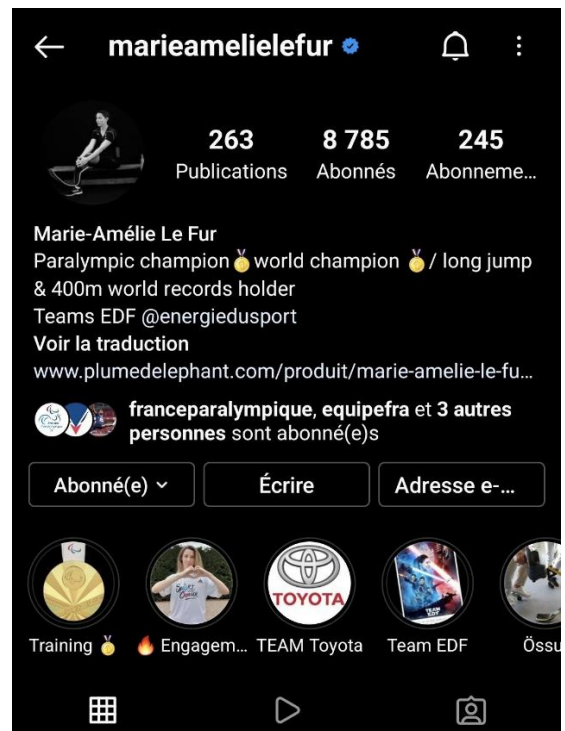 marieamelielefur
263 8 785 245
Publications Abonnés Abonneme...
Marie-Amélie Le Fur
Paralympic champion🏅world champion 🏅/ long jump
& 400m world records holder
Teams EDF @energiedusport
Voir la traduction
www.plumedelephant.com/produit/marie-amelie-le-fu...
franceparalympique, equipefra et 3 autres
personnes sont abonné(e)s
Abonné(e) Écrire Adresse e-...
TOYOTA
TEAM
EDF
Training 🏅 🔥 Engagem... TEAM Toyota Team EDF Össu